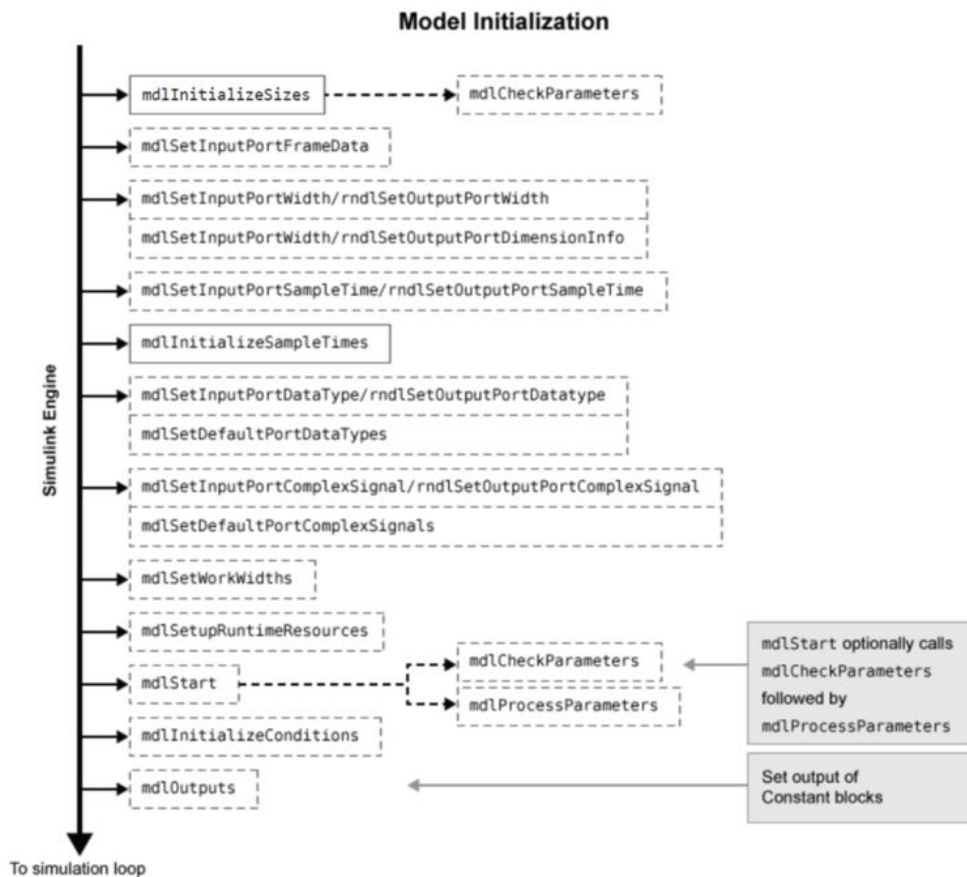 Model Initialization
mdlInitializeSizes
mdlCheckParameters
mdlSetInputPortFrameData
mdlSetInputPortWidth/rndlSetOutputPortWidth
mdlSetInputPortWidth/rndlSetOutputPortDimensionInfo
mdlSetInputPortSampleTime/rndlSetOutputPortSampleTime
mdlInitializeSampleTimes
mdlSetInputPortDataType/rndlSetOutputPortDatatype
mdlSetDefaultPortDataTypes
Simulink Engine
mdlSetInputPortComplexSignal/rndlSetOutputPortComplexSignal
mdlSetDefaultPortComplexSignals
mdlSetWorkWidths
mdlSetupRuntimeResources
mdlStart
mdlCheckParameters
mdlProcessParameters
mdlStart optionally calls
mdlCheckParameters
followed by
mdlProcessParameters
mdlInitializeConditions
mdlOutputs
Set output of
Constant blocks
To simulation loop